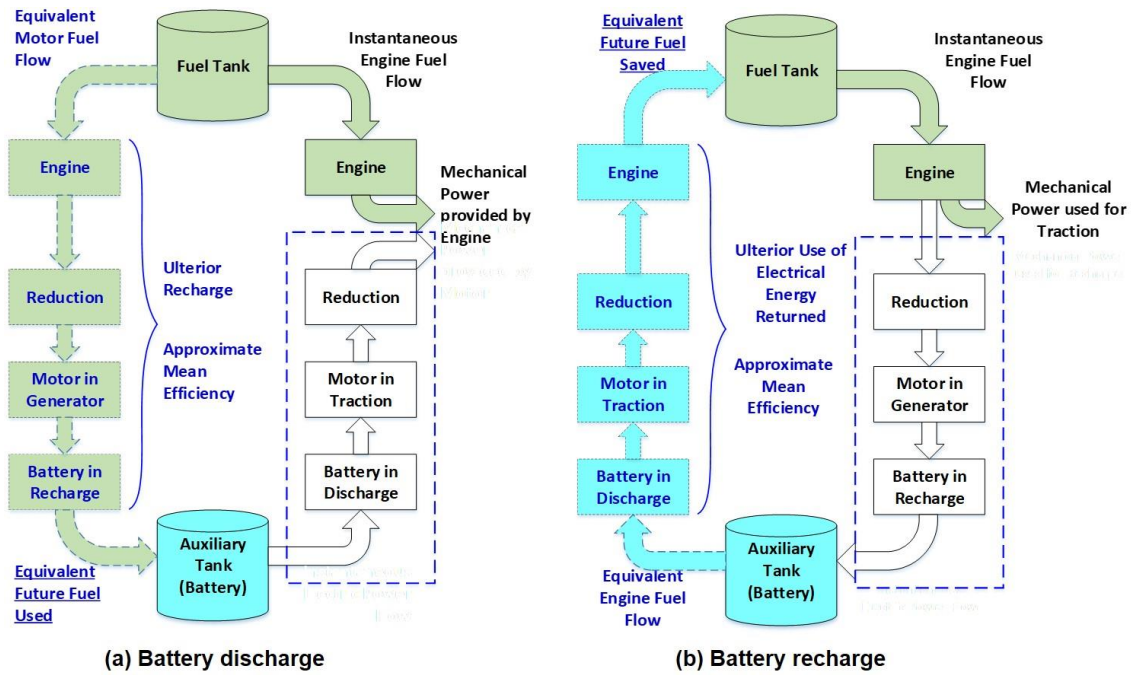 Equivalent
Motor Fuel
Flow
Fuel Tank
Instantaneous
Engine Fuel
Flow
Engine
Engine
Mechanical
Power
provided by
Engine
Ulterior
Recharge
Reduction
Reduction
Approximate
Mean
Efficiency
Motor in
Generator
Motor in
Traction
Battery in
Recharge
Battery in
Discharge
Auxiliary
Tank
(Battery)
Equivalent
Future Fuel
Used
(a) Battery discharge
Equivalent
Future Fuel
Saved
Fuel Tank
Instantaneous
Engine Fuel
Flow
Engine
Engine
Mechanical
Power used for
Traction
Ulterior Use of
Electrical
Energy
Returned
Reduction
Reduction
Approximate
Mean
Efficiency
Motor in
Traction
Motor in
Generator
Battery in
Discharge
Battery in
Recharge
Auxiliary
Tank
(Battery)
Equivalent
Engine Fuel
Flow
(b) Battery recharge